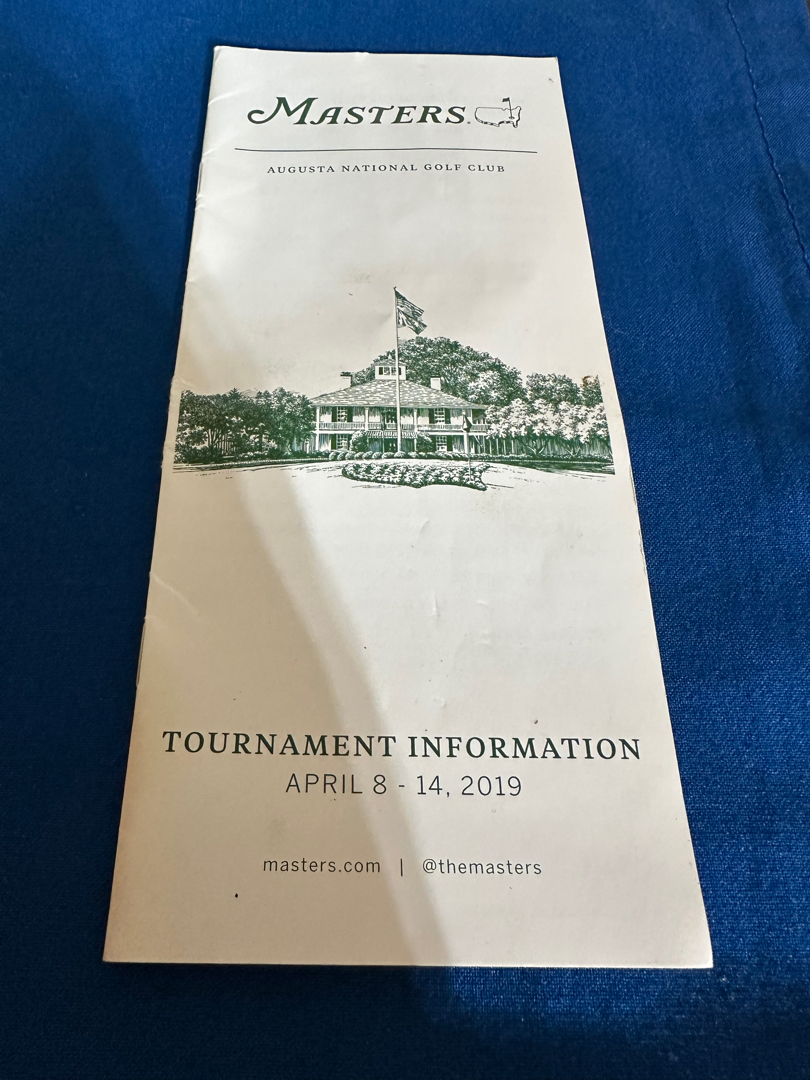 MASTERS
AUGUSTA NATIONAL GOLF CLUB
TOURNAMENT INFORMATION
APRIL 8 - 14, 2019
masters.com | @themasters